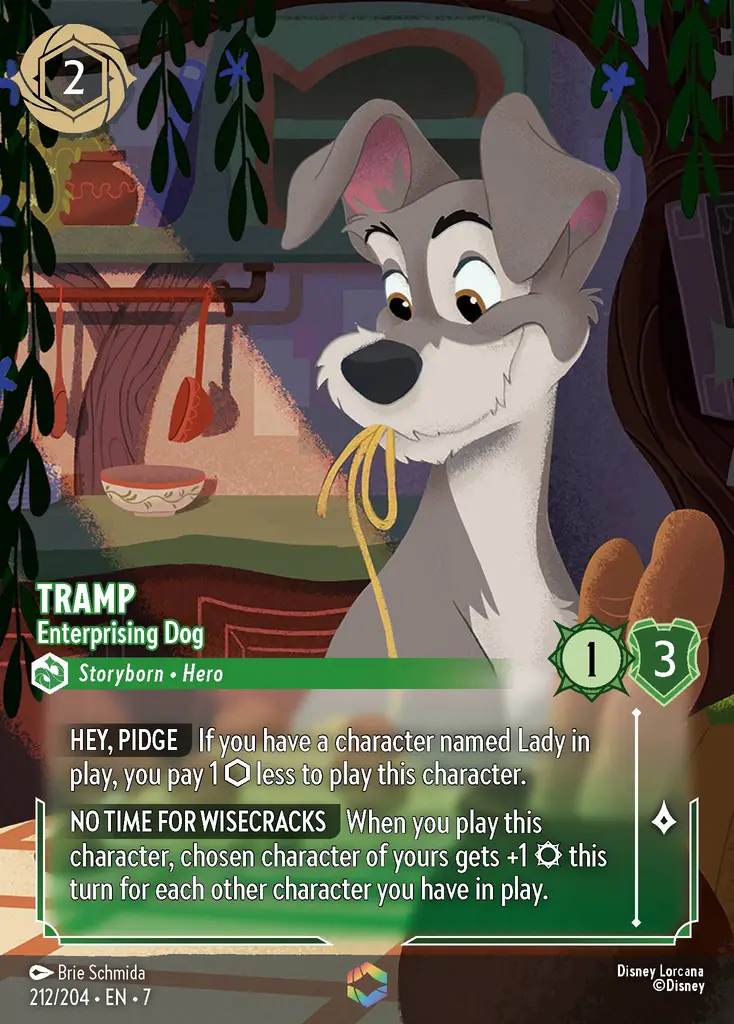 2
TRAMP
Enterprising Dog
Storyborn • Hero
1
3
HEY, PIDGE If you have a character named Lady in
play, you pay 1 less to play this character.
NO TIME FOR WISECRACKS When you play this
character, chosen character of yours gets +1 this
turn for each other character you have in play.
Brie Schmida
212/204 • EN • 7
Disney Lorcana
©Disney